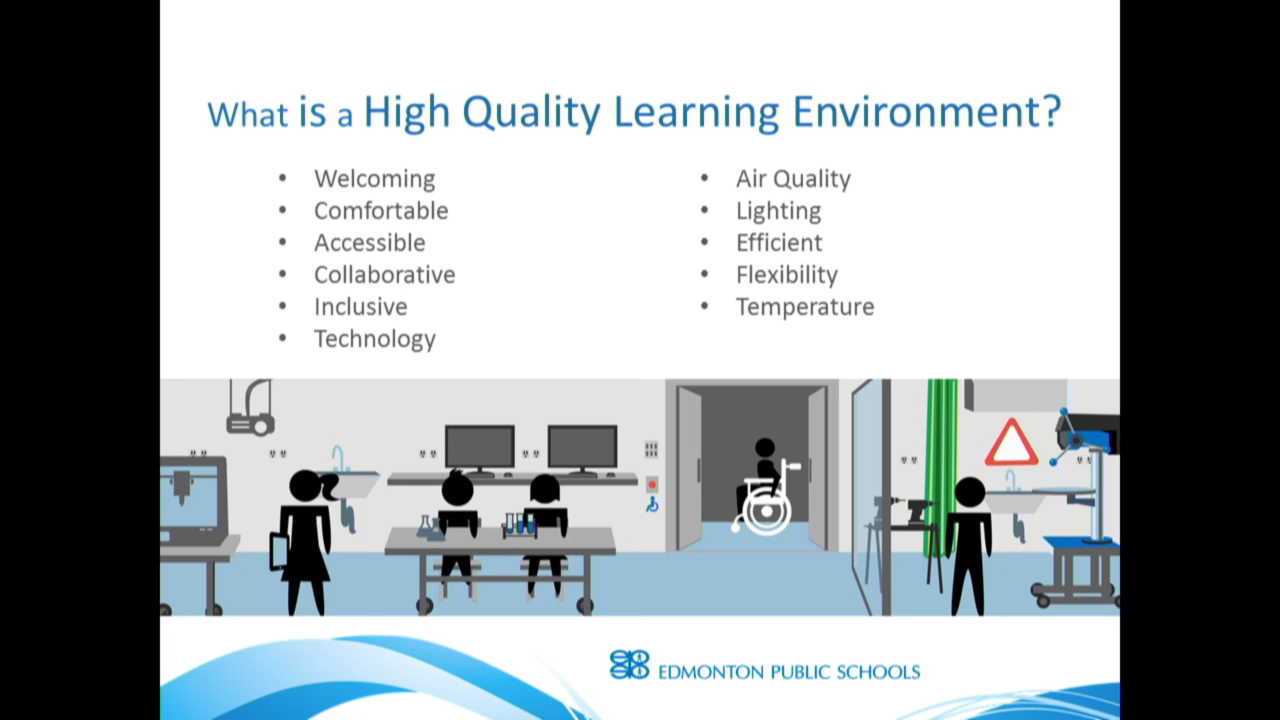 What is a High Quality Learning Environment?
• Welcoming
• Comfortable
• Accessible
• Collaborative
• Inclusive
• Technology
• Air Quality
• Lighting
• Efficient
• Flexibility
• Temperature
EDMONTON PUBLIC SCHOOLS